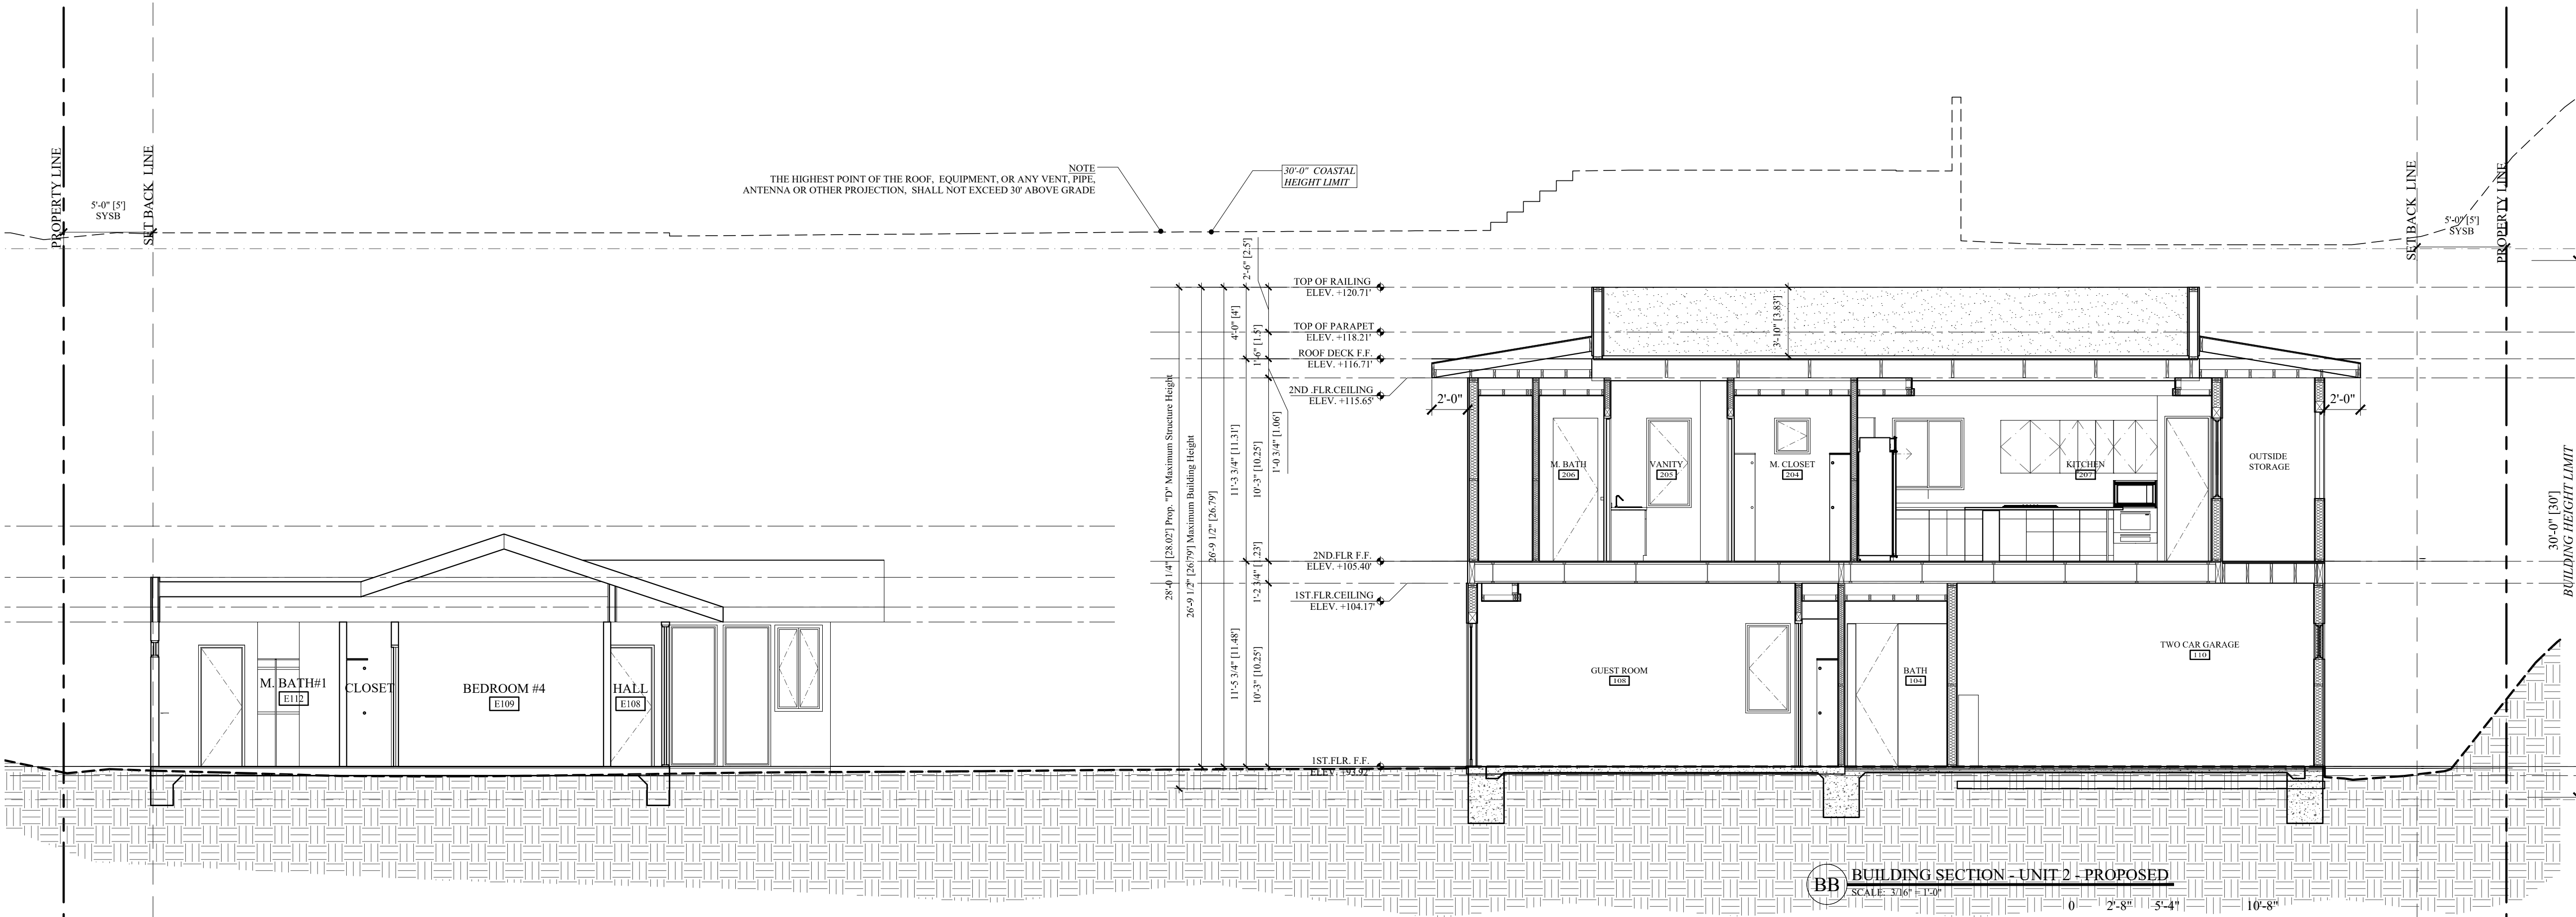 PROPERTY LINE
SET BACK LINE
5'-0" [5']
SYSB
NOTE
THE HIGHEST POINT OF THE ROOF, EQUIPMENT, OR ANY VENT, PIPE,
ANTENNA OR OTHER PROJECTION, SHALL NOT EXCEED 30' ABOVE GRADE
30'-0" COASTAL
HEIGHT LIMIT
SET BACK LINE
PROPERTY LINE
5'-0" [5']
SYSB
28'-0 1/4" [28.02'] Prop. "D" Maximum Structure Height
26'-9 1/2" [26.79'] Maximum Building Height
26'-9 1/2" [26.79']
4'-0" [4']
11'-3 3/4" [11.31']
11'-5 3/4" [11.48']
2'-6" [2.5']
1'-6" [1.5']
1'-0 3/4" [1.06']
10'-3" [10.25']
1'-2 3/4" [1.23']
10'-3" [10.25']
TOP OF RAILING
ELEV. +120.71'
TOP OF PARAPET
ELEV. +118.21'
ROOF DECK F.F.
ELEV. +116.71'
2ND .FLR.CEILING
ELEV. +115.65'
2ND.FLR F.F.
ELEV. +105.40'
1ST.FLR.CEILING
ELEV. +104.17'
1ST.FLR. F.F.
ELEV. +93.92'
3'-10" [3.83']
2'-0"
2'-0"
M. BATH
206
VANITY
205
M. CLOSET
204
KITCHEN
207
OUTSIDE
STORAGE
GUEST ROOM
108
BATH
104
TWO CAR GARAGE
110
M. BATH#1
E112
CLOSET
BEDROOM #4
E109
HALL
E108
30'-0" [30']
BUILDING HEIGHT LIMIT
BB
BUILDING SECTION - UNIT 2 - PROPOSED
SCALE: 3/16" = 1'-0"
0 2'-8" 5'-4" 10'-8"